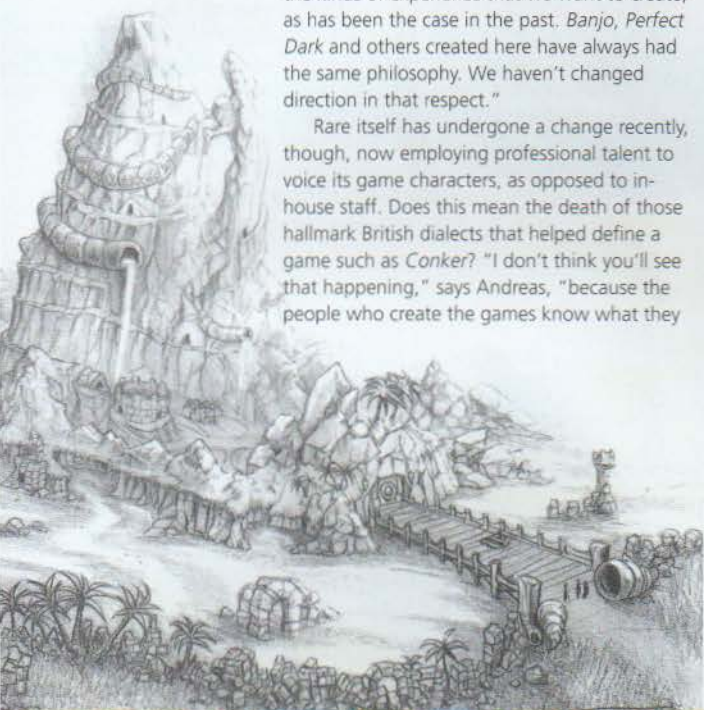 as has been the case in the past. Banjo, Perfect
Dark and others created here have always had
the same philosophy. We haven't changed
direction in that respect."
Rare itself has undergone a change recently,
though, now employing professional talent to
voice its game characters, as opposed to in-
house staff. Does this mean the death of those
hallmark British dialects that helped define a
game such as Conker? "I don't think you'll see
that happening," says Andreas, "because the
people who create the games know what they